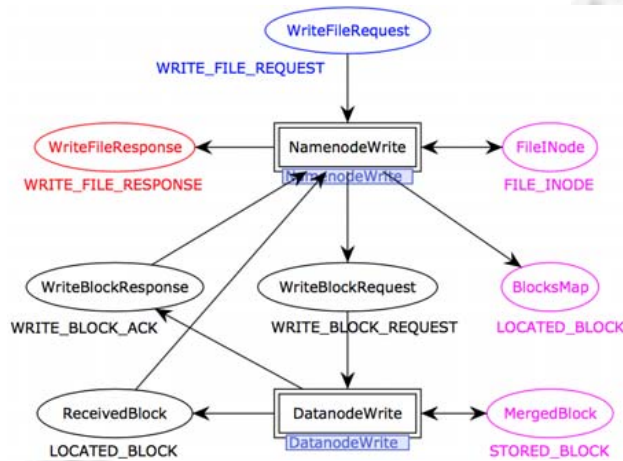 WriteFileRequest
WRITE_FILE_REQUEST
WriteFileResponse
NamenodeWrite
FileINode
WRITE_FILE_RESPONSE
NamenodeWrite
FILE_INODE
WriteBlockResponse
WriteBlockRequest
BlocksMap
WRITE_BLOCK_ACK
WRITE_BLOCK_REQUEST
LOCATED_BLOCK
ReceivedBlock
DatanodeWrite
MergedBlock
LOCATED_BLOCK
DatanodeWrite
STORED_BLOCK